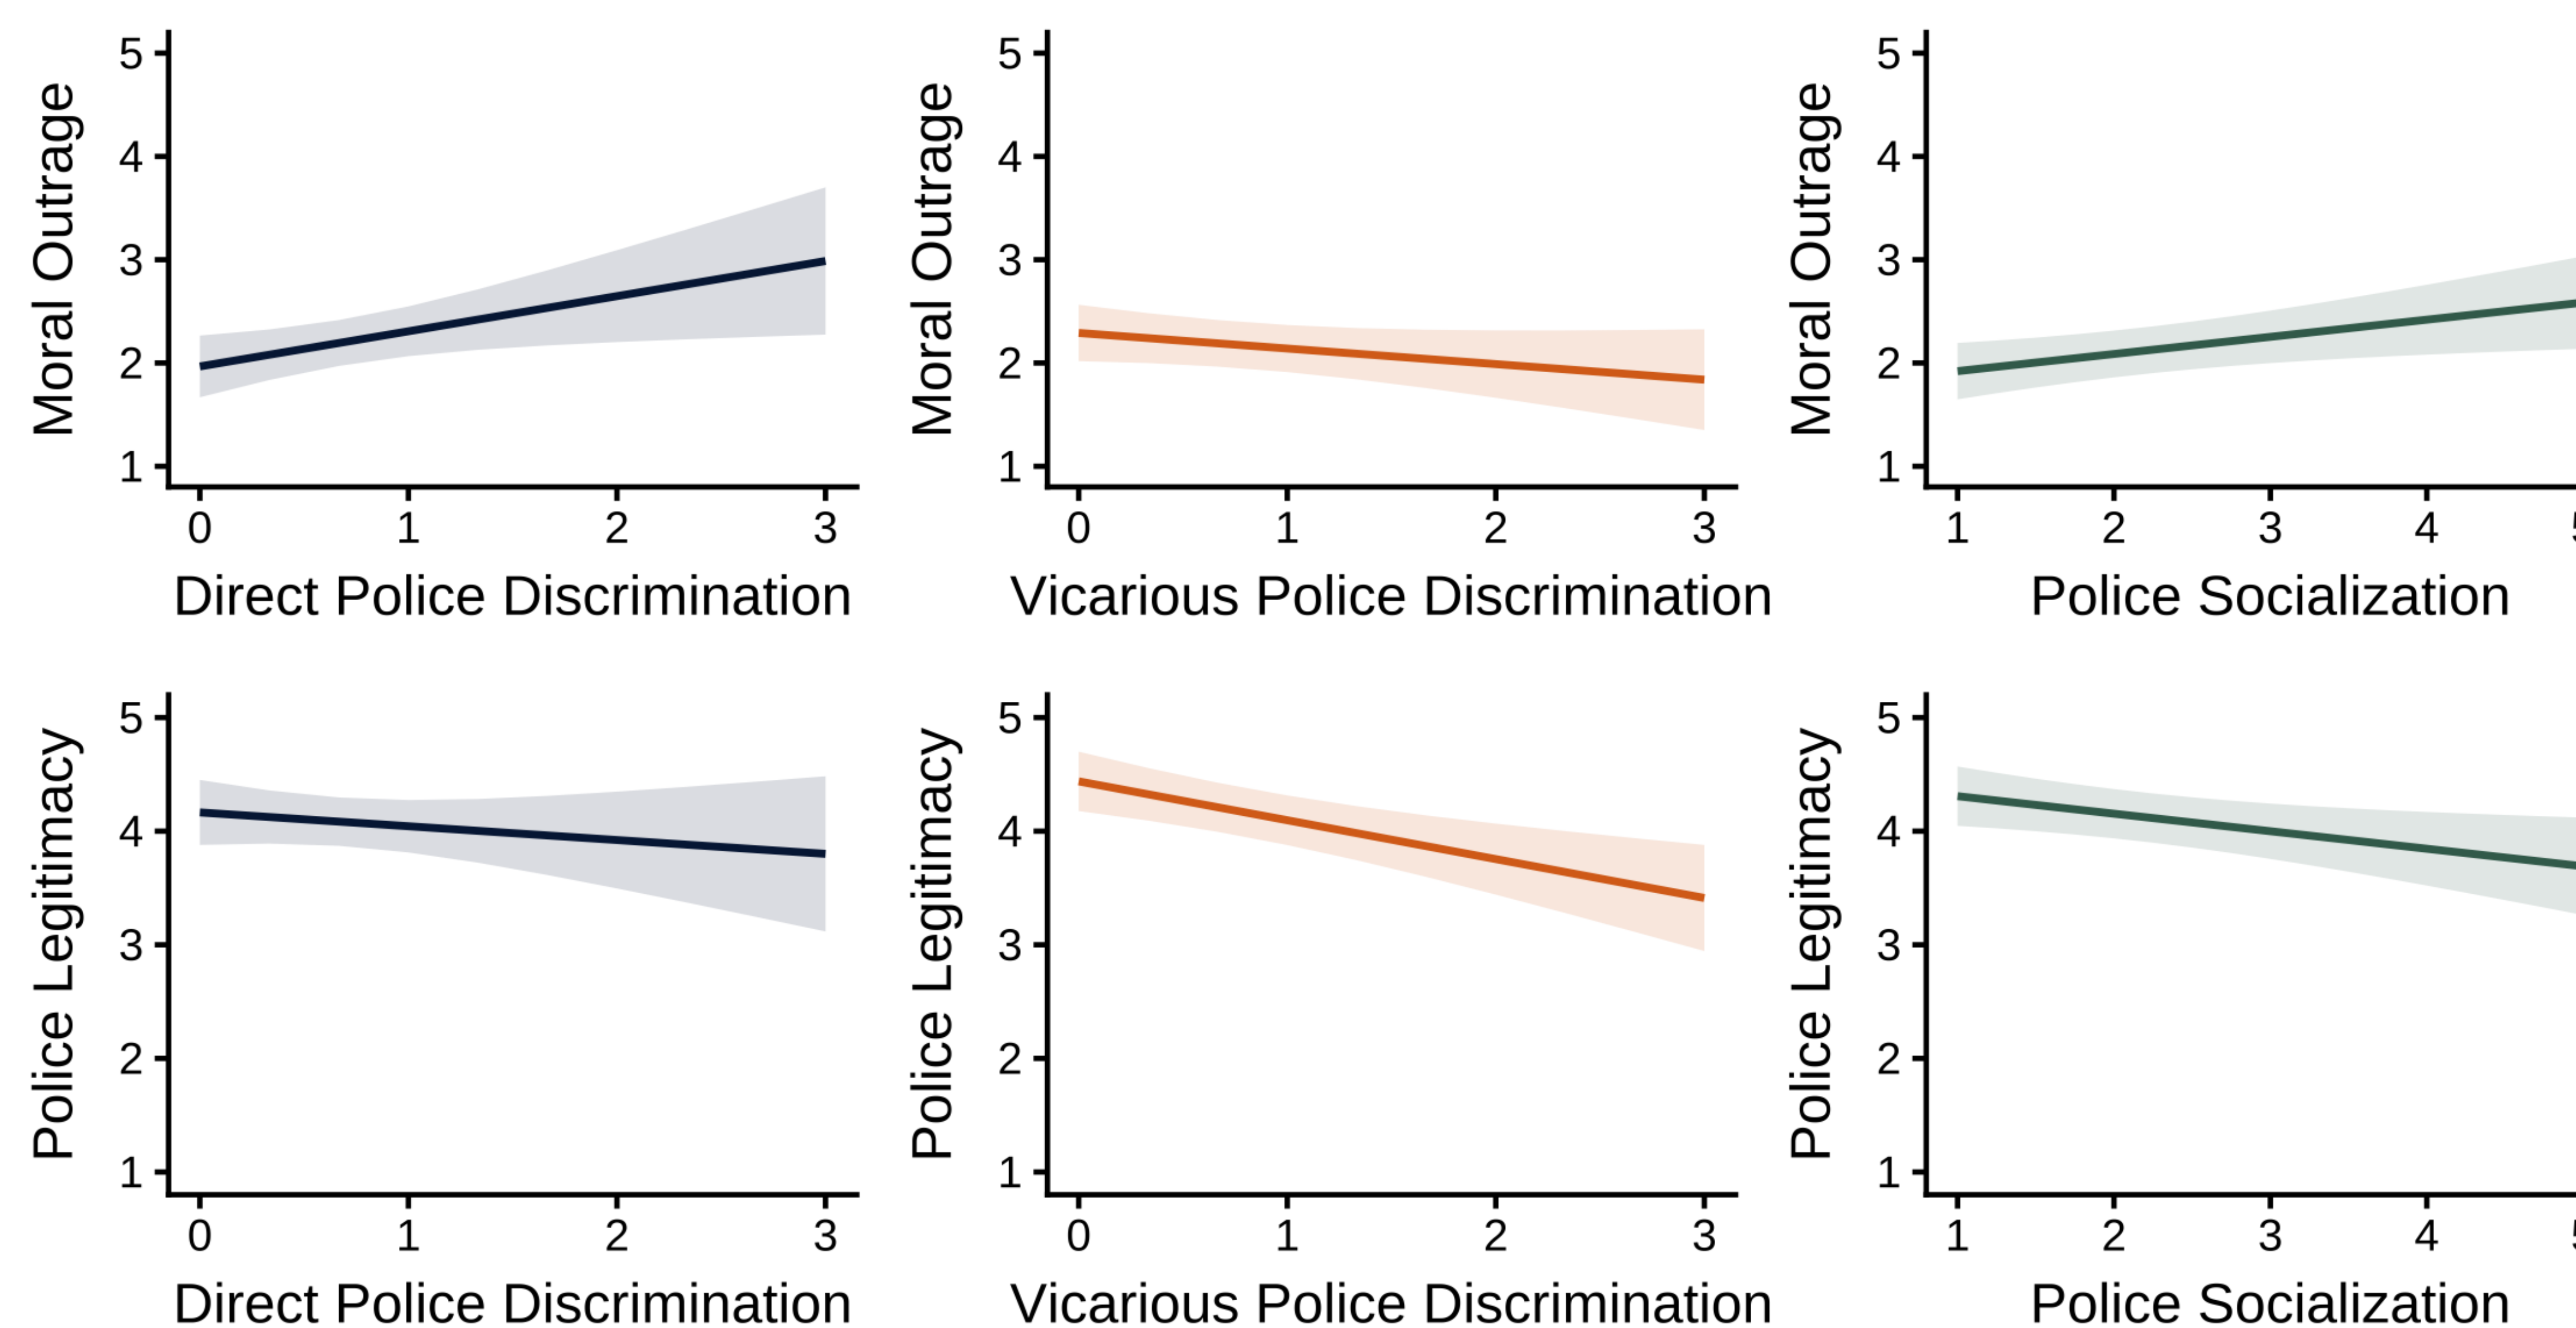 Moral Outrage
5
4
3
2
1
0 1 2 3
Direct Police Discrimination
Moral Outrage
5
4
3
2
1
0 1 2 3
Vicarious Police Discrimination
Moral Outrage
5
4
3
2
1
1 2 3 4
Police Socialization
Police Legitimacy
5
4
3
2
1
0 1 2 3
Direct Police Discrimination
Police Legitimacy
5
4
3
2
1
0 1 2 3
Vicarious Police Discrimination
Police Legitimacy
5
4
3
2
1
1 2 3 4
Police Socialization